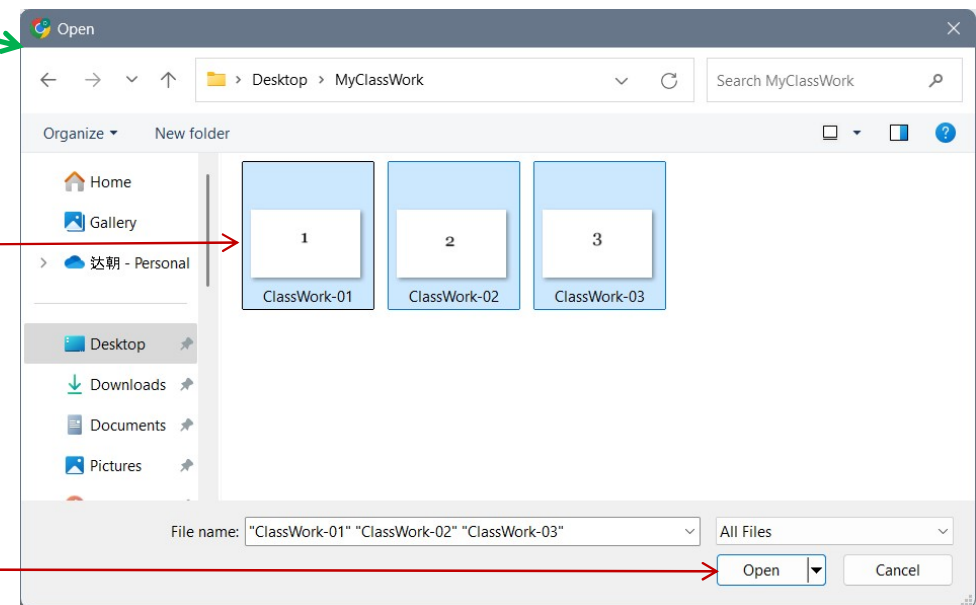 Open
Desktop > MyClassWork
Search MyClassWork
Organize
New folder
Home
Gallery
达朝 - Personal
Desktop
Downloads
Documents
Pictures
1
2
3
ClassWork-01
ClassWork-02
ClassWork-03
File name:
"ClassWork-01" "ClassWork-02" "ClassWork-03"
All Files
Open
Cancel